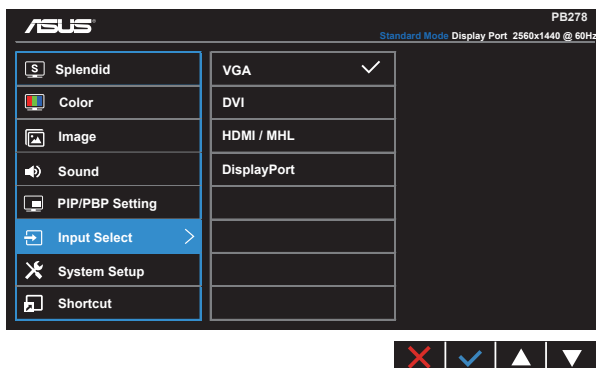 ASUS
PB278
Standard Mode Display Port 2560x1440 @ 60Hz
S Splendid
Color
Image
Sound
PIP/PBP Setting
Input Select
System Setup
Shortcut
VGA
DVI
HDMI / MHL
DisplayPort